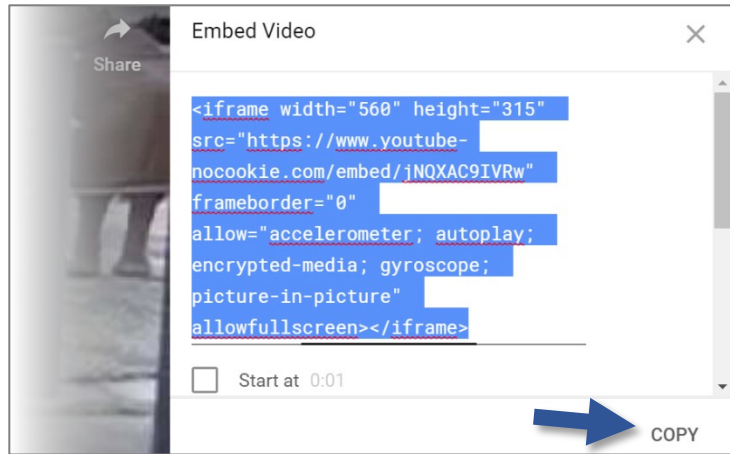 Share
Embed Video
<iframe width="560" height="315"
src="https://www.youtube-
nocookie.com/embed/jNQXAC9IVRw"
frameborder="0"
allow="accelerometer; autoplay;
encrypted-media; gyroscope;
picture-in-picture"
allowfullscreen></iframe>
Start at 0:01
COPY